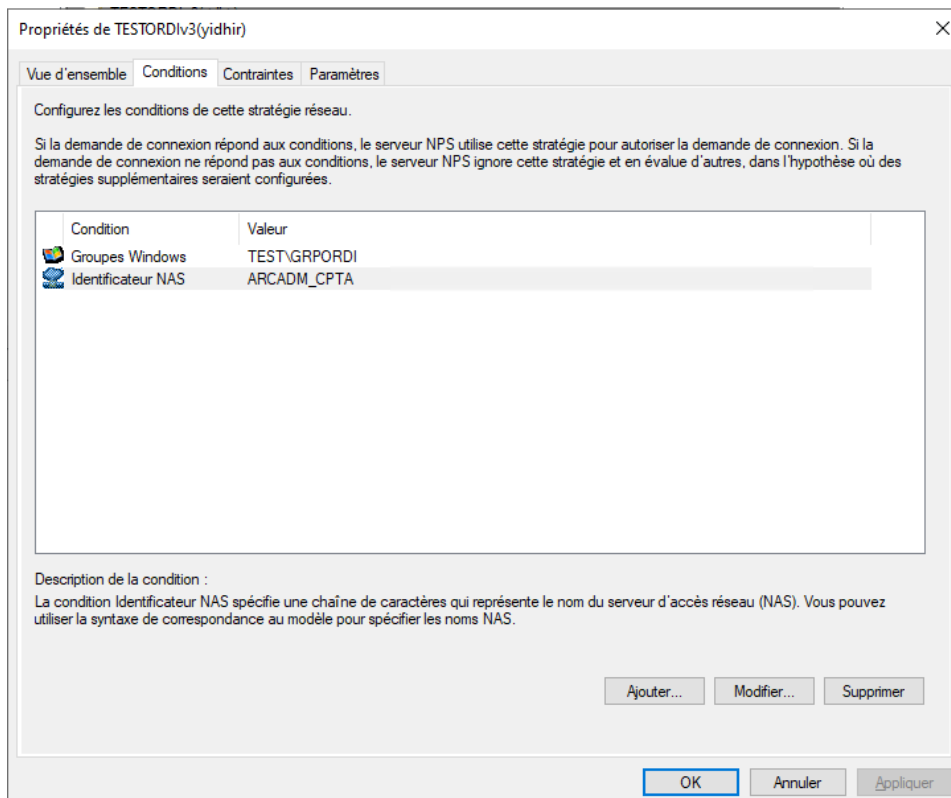 Propriétés de TESTORDIv3(yidhir)
Vue d'ensemble Conditions Contraintes Paramètres
Configurez les conditions de cette stratégie réseau.
Si la demande de connexion répond aux conditions, le serveur NPS utilise cette stratégie pour autoriser la demande de connexion. Si la
demande de connexion ne répond pas aux conditions, le serveur NPS ignore cette stratégie et en évalue d'autres, dans l'hypothèse où des
stratégies supplémentaires seraient configurées.
Condition Valeur
Groupes Windows TEST\GRPORDI
Identificateur NAS ARCADM_CPTA
Description de la condition :
La condition Identificateur NAS spécifie une chaîne de caractères qui représente le nom du serveur d'accès réseau (NAS). Vous pouvez
utiliser la syntaxe de correspondance au modèle pour spécifier les noms NAS.
Ajouter... Modifier... Supprimer
OK Annuler Appliquer